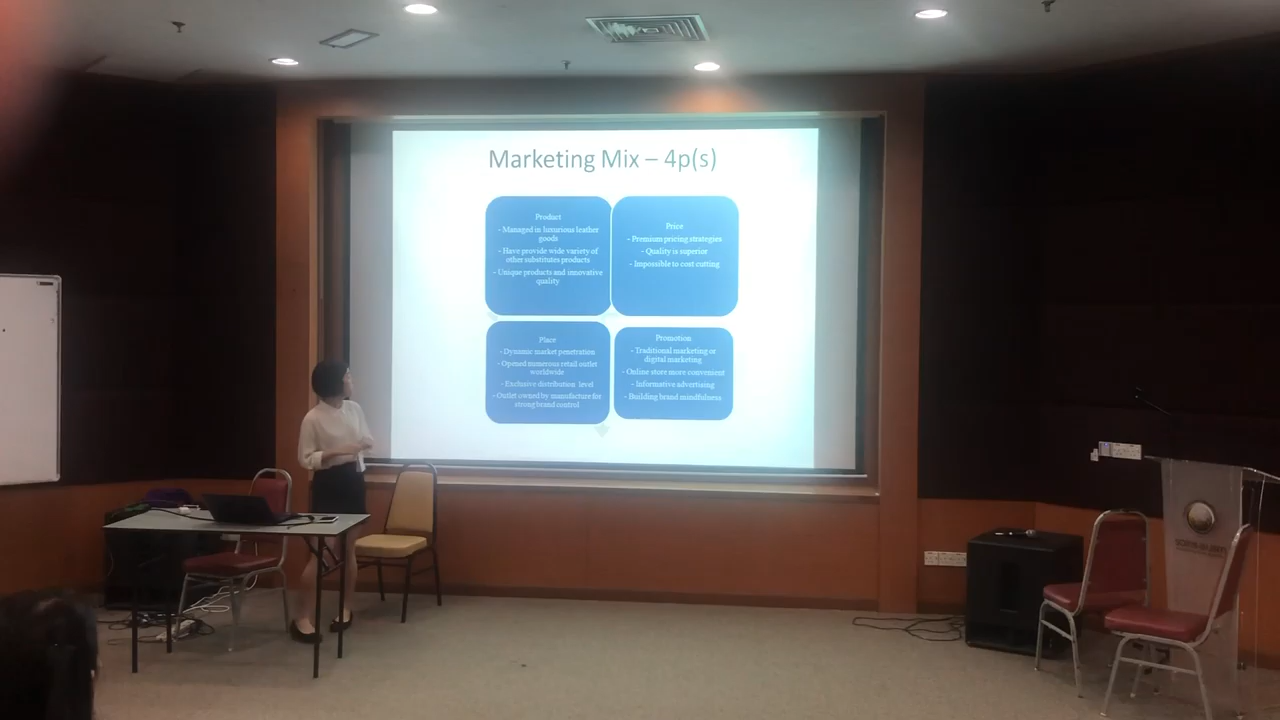 Marketing Mix – 4p(s)
Product
- Managed in luxurious leather
goods
- Have provide wide variety of
other substitutes products
- Unique products and innovative
quality
Price
- Premium pricing strategies
- Quality is superior
- Impossible to cost cutting
Place
- Dynamic market penetration
- Opened numerous retail outlet
worldwide
- Exclusive distribution level
- Outlet owned by manufacture for
strong brand control
Promotion
- Traditional marketing or
digital marketing
- Online store more convenient
- Informative advertising
- Building brand mindfulness